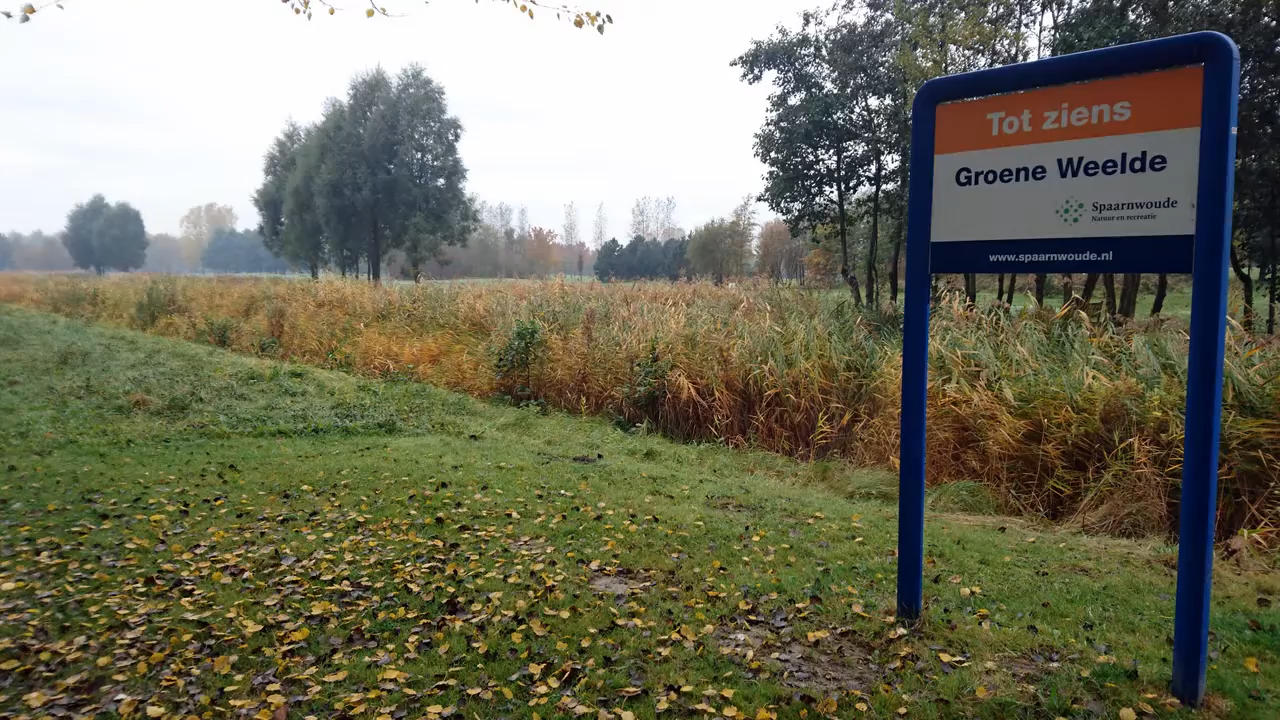 Tot ziens
Groene Weelde
Spaarnwoude
Natuur en recreatie
www.spaarnwoude.nl